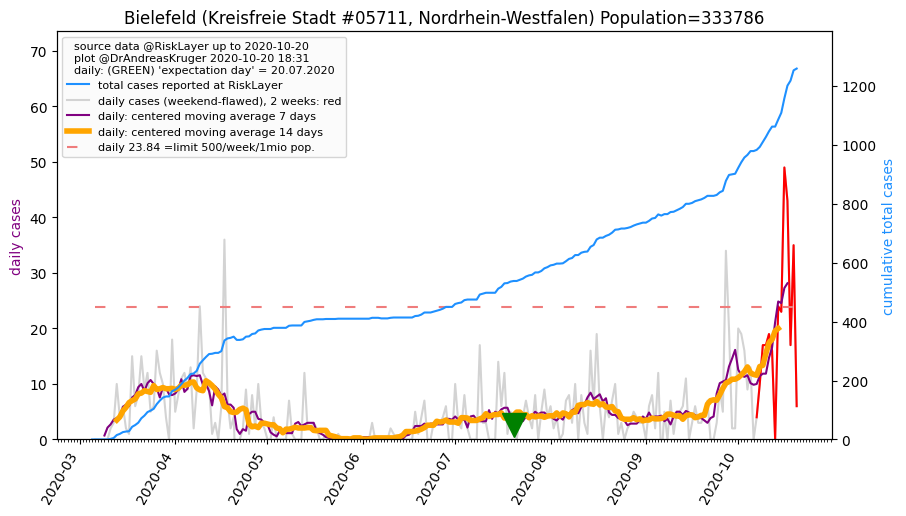 Bielefeld (Kreisfreie Stadt #05711, Nordrhein-Westfalen) Population=333786
source data @RiskLayer up to 2020-10-20
plot @DrAndreasKruger 2020-10-20 18:31
daily: (GREEN) 'expectation day' = 20.07.2020
total cases reported at RiskLayer
daily cases (weekend-flawed), 2 weeks: red
daily: centered moving average 7 days
daily: centered moving average 14 days
daily 23.84 =limit 500/week/1mio pop.
daily cases
70
60
50
40
30
20
10
0
cumulative total cases
1200
1000
800
600
400
200
0
2020-03
2020-04
2020-05
2020-06
2020-07
2020-08
2020-09
2020-10